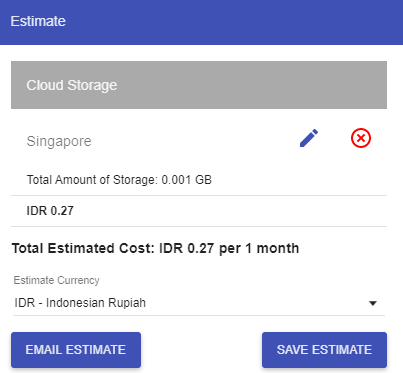 Estimate
Cloud Storage
Singapore
Total Amount of Storage: 0.001 GB
IDR 0.27
Total Estimated Cost: IDR 0.27 per 1 month
Estimate Currency
IDR - Indonesian Rupiah
EMAIL ESTIMATE SAVE ESTIMATE